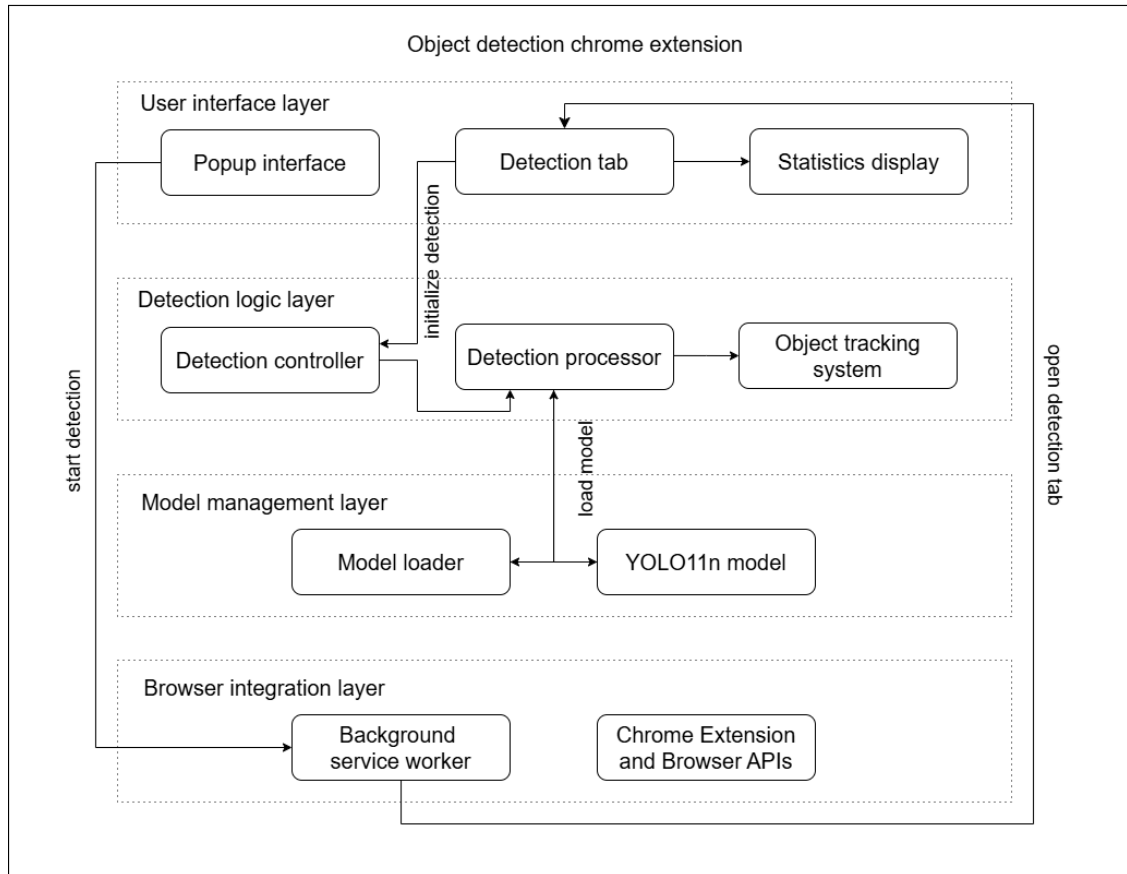 Object detection chrome extension
User interface layer
Popup interface
Detection tab
Statistics display
initialize detection
Detection logic layer
Detection controller
Detection processor
Object tracking
system
start detection
open detection tab
load model
Model management layer
Model loader
YOLO11n model
Browser integration layer
Background
service worker
Chrome Extension
and Browser APIs